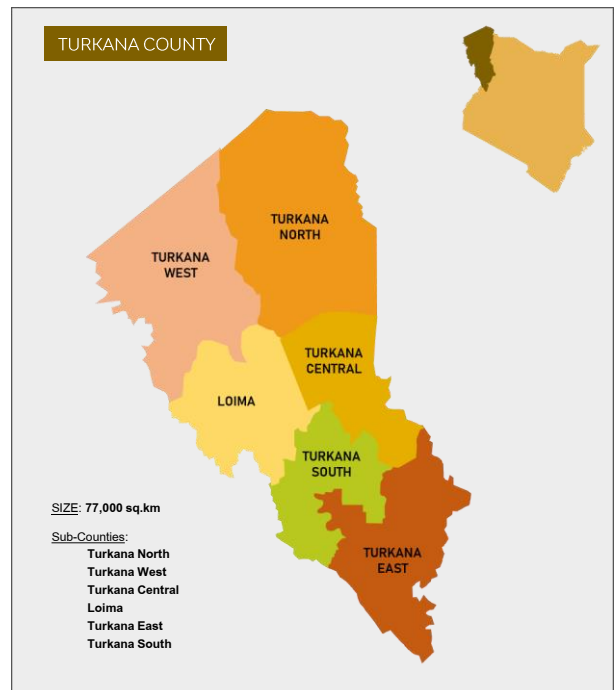 TURKANA COUNTY
TURKANA
NORTH
TURKANA
WEST
TURKANA
CENTRAL
LOIMA
TURKANA
SOUTH
TURKANA
EAST
SIZE: 77,000 sq.km
Sub-Counties:
Turkana North
Turkana West
Turkana Central
Loima
Turkana East
Turkana South